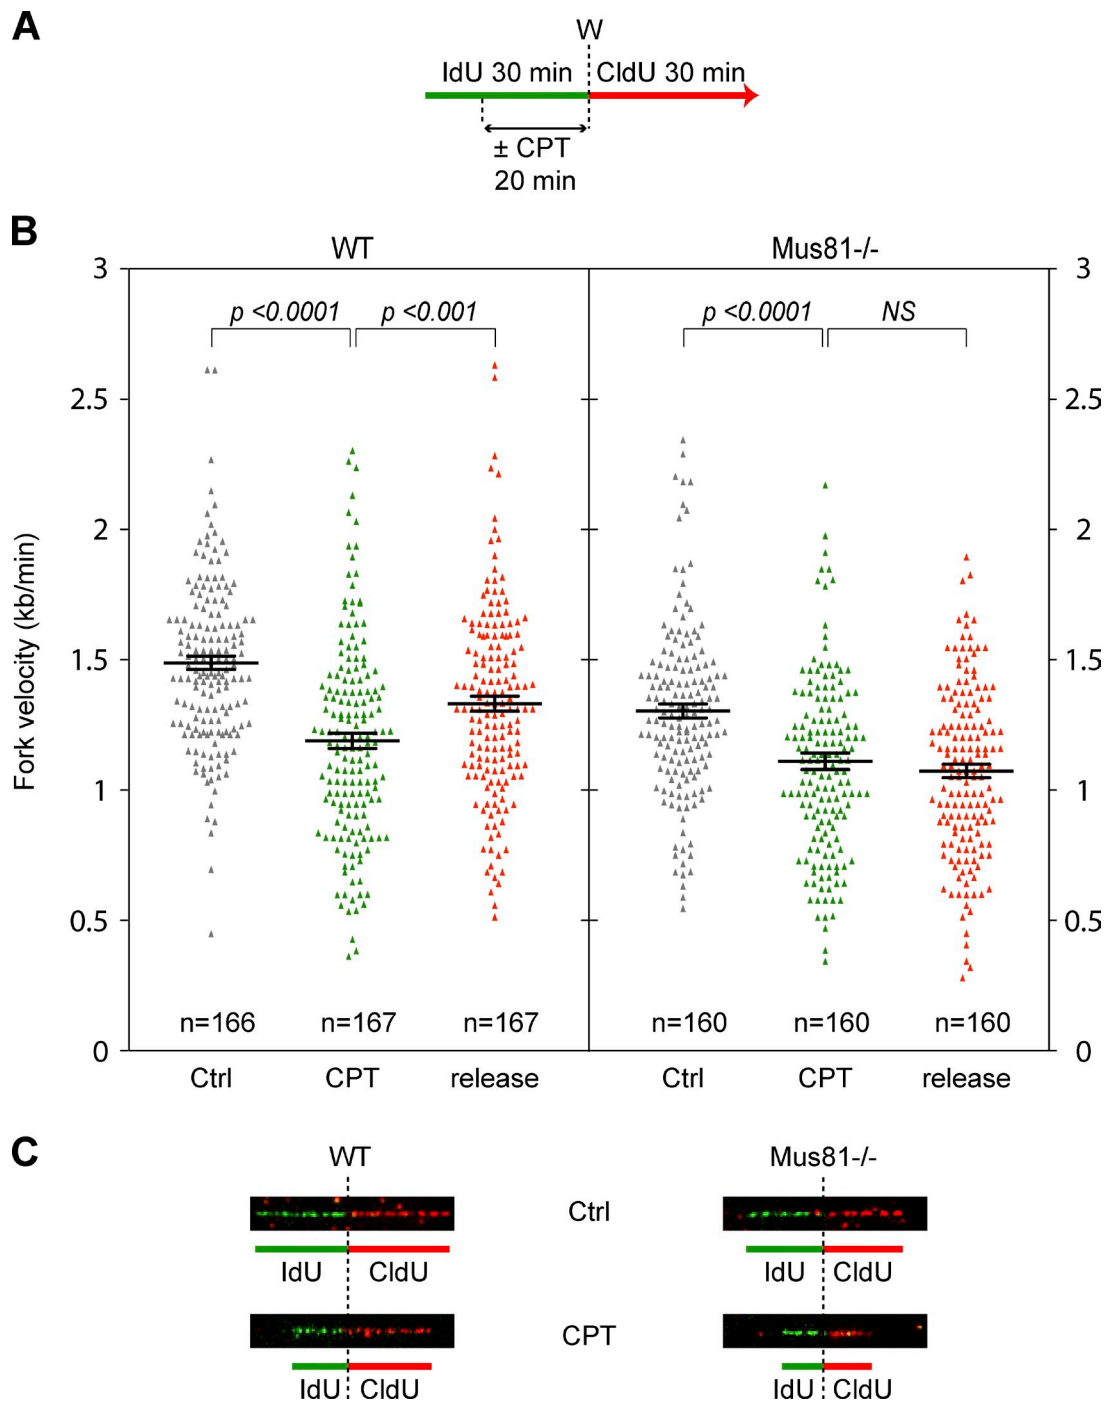 A
W
IdU 30 min CldU 30 min
± CPT
20 min
B
WT Mus81-/-
3 3
p <0.0001 p <0.001 p <0.0001 NS
2.5 2.5
2 2
Fork velocity (kb/min)
1.5 1.5
1 1
0.5 0.5
n=166 n=167 n=167 n=160 n=160 n=160
0 0
Ctrl CPT release Ctrl CPT release
C
WT Mus81-/-
Ctrl
IdU CldU IdU CldU
CPT
IdU CldU IdU CldU